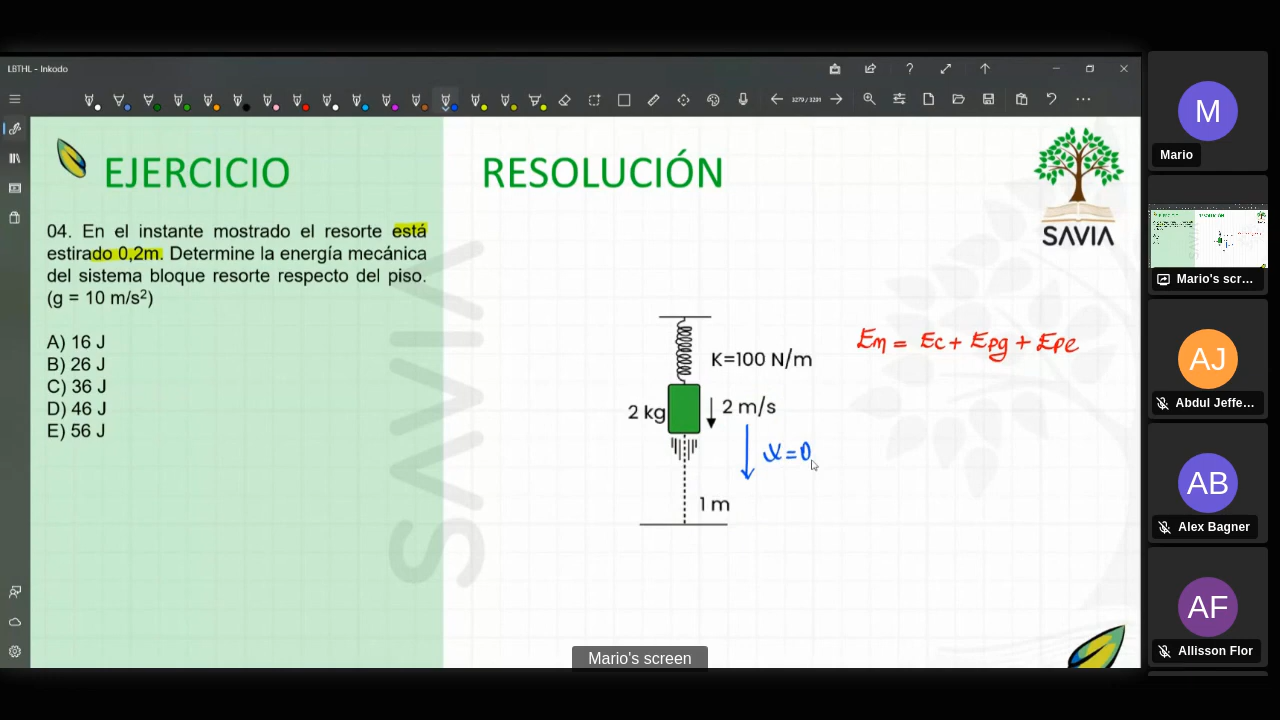 LBTHL - Inkodo
3279 / 3291
EJERCICIO
RESOLUCIÓN
SAVIA
04. En el instante mostrado el resorte está
estirado 0,2m. Determine la energía mecánica
del sistema bloque resorte respecto del piso.
(g = 10 m/s²)
A) 16 J
B) 26 J
C) 36 J
D) 46 J
E) 56 J
SAVIA
K=100 N/m
2 kg
2 m/s
1 m
x=0,
EM = Ec + Epg + Epe
Mario's screen
M
Mario
Mario's scr...
AJ
Abdul Jeffe...
AB
Alex Bagner
AF
Allisson Flor